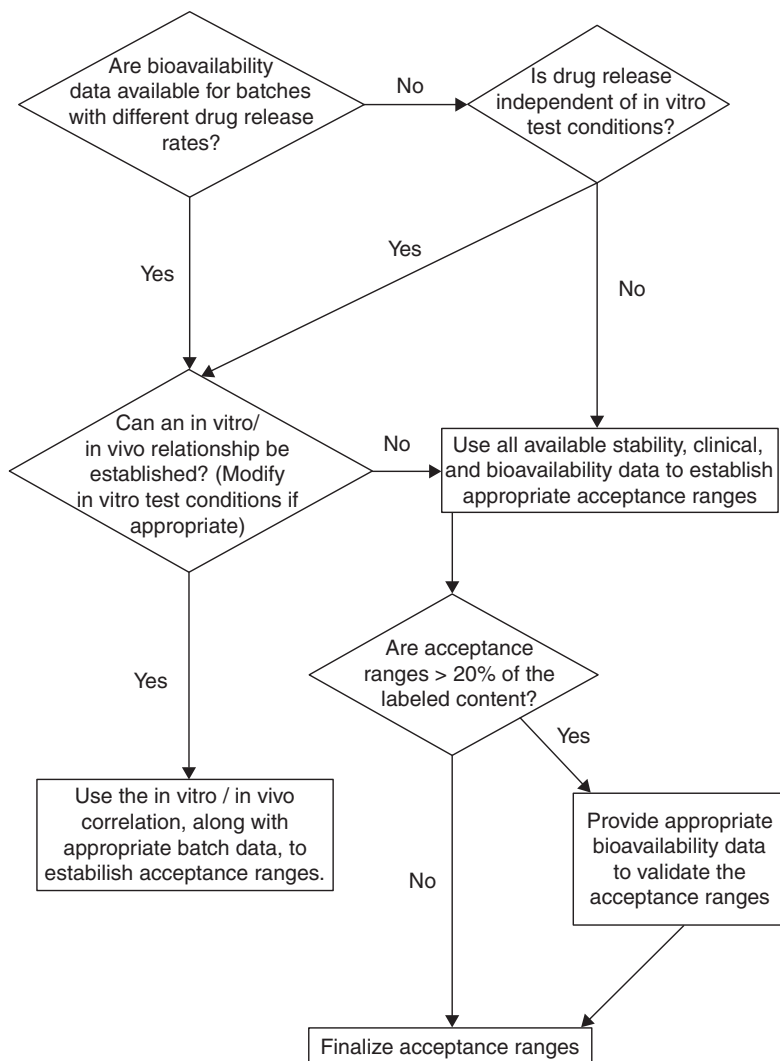 Are bioavailability
data available for batches
with different drug release
rates?
No
Is drug release
independent of in vitro
test conditions?
Yes
Yes
No
Can an in vitro/
in vivo relationship be
established? (Modify
in vitro test conditions if
appropriate)
No
Use all available stability, clinical,
and bioavailability data to establish
appropriate acceptance ranges
Yes
Are acceptance
ranges > 20% of the
labeled content?
Yes
Use the in vitro / in vivo
correlation, along with
appropriate batch data, to
estabilish acceptance ranges.
No
Provide appropriate
bioavailability data
to validate the
acceptance ranges
Finalize acceptance ranges